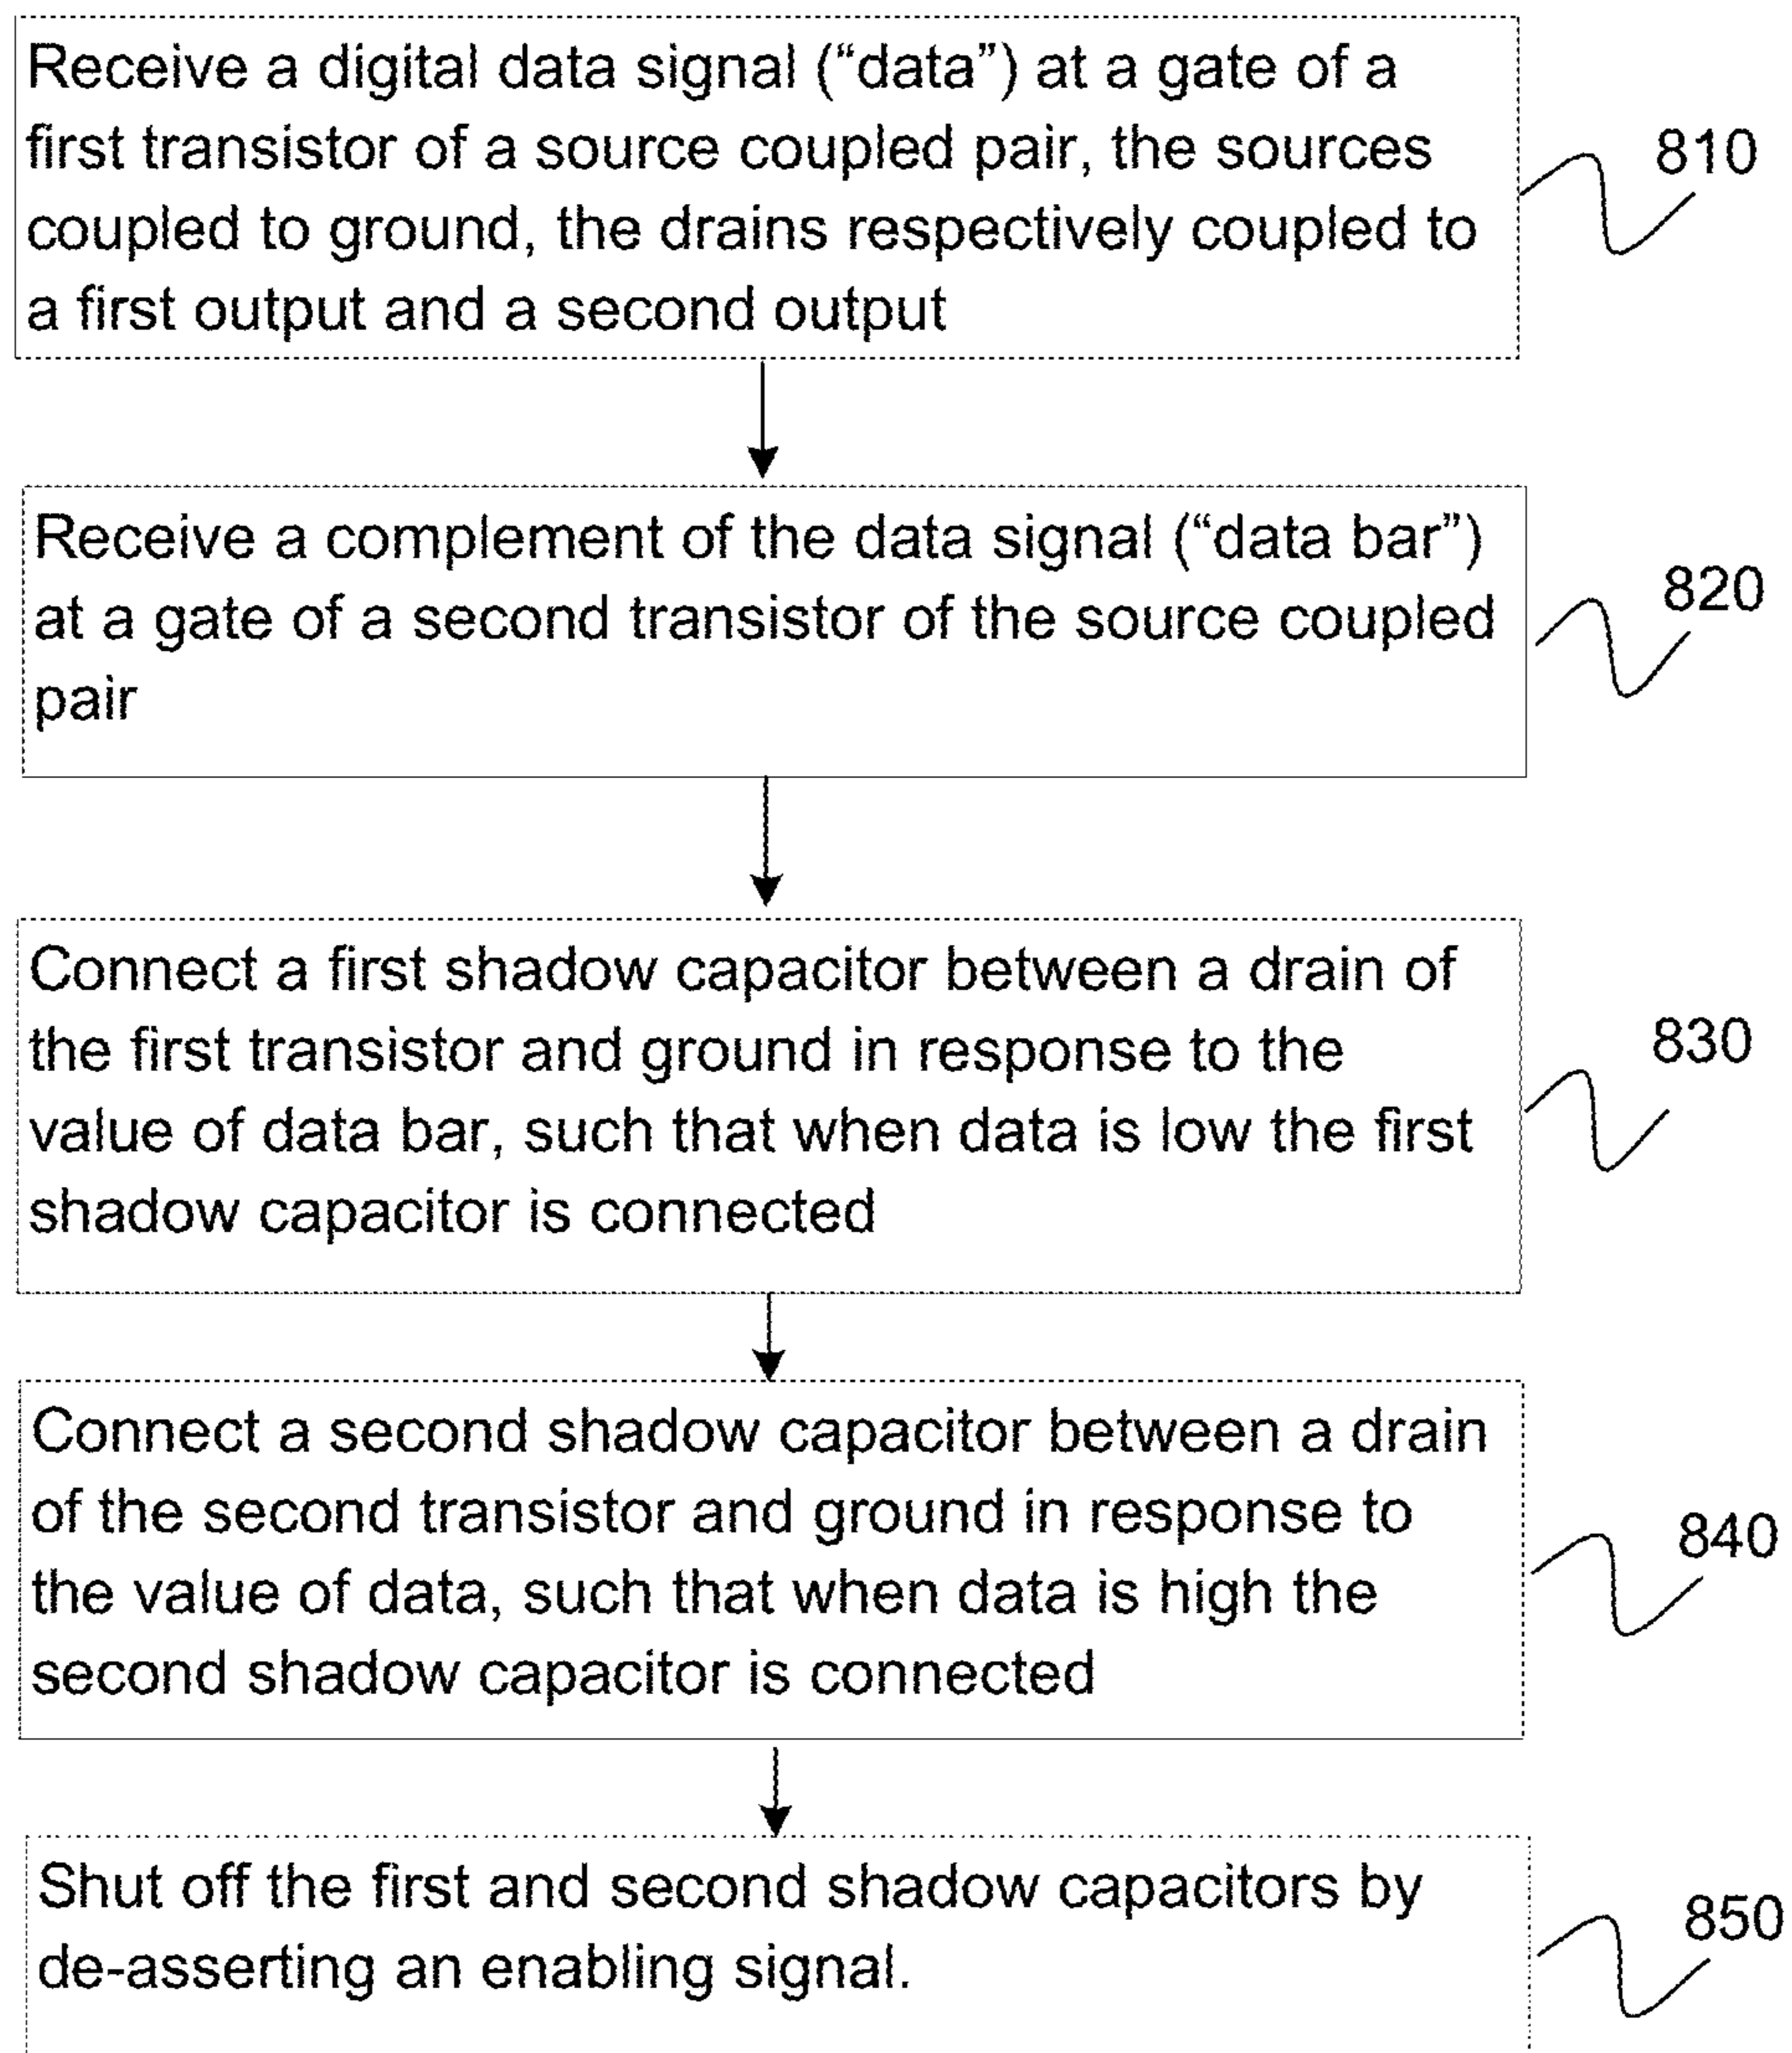 Receive a digital data signal (“data”) at a gate of a
first transistor of a source coupled pair, the sources
coupled to ground, the drains respectively coupled to
a first output and a second output
810
Receive a complement of the data signal (“data bar”)
at a gate of a second transistor of the source coupled
pair
820
Connect a first shadow capacitor between a drain of
the first transistor and ground in response to the
value of data bar, such that when data is low the first
shadow capacitor is connected
830
Connect a second shadow capacitor between a drain
of the second transistor and ground in response to
the value of data, such that when data is high the
second shadow capacitor is connected
840
Shut off the first and second shadow capacitors by
de-asserting an enabling signal.
850